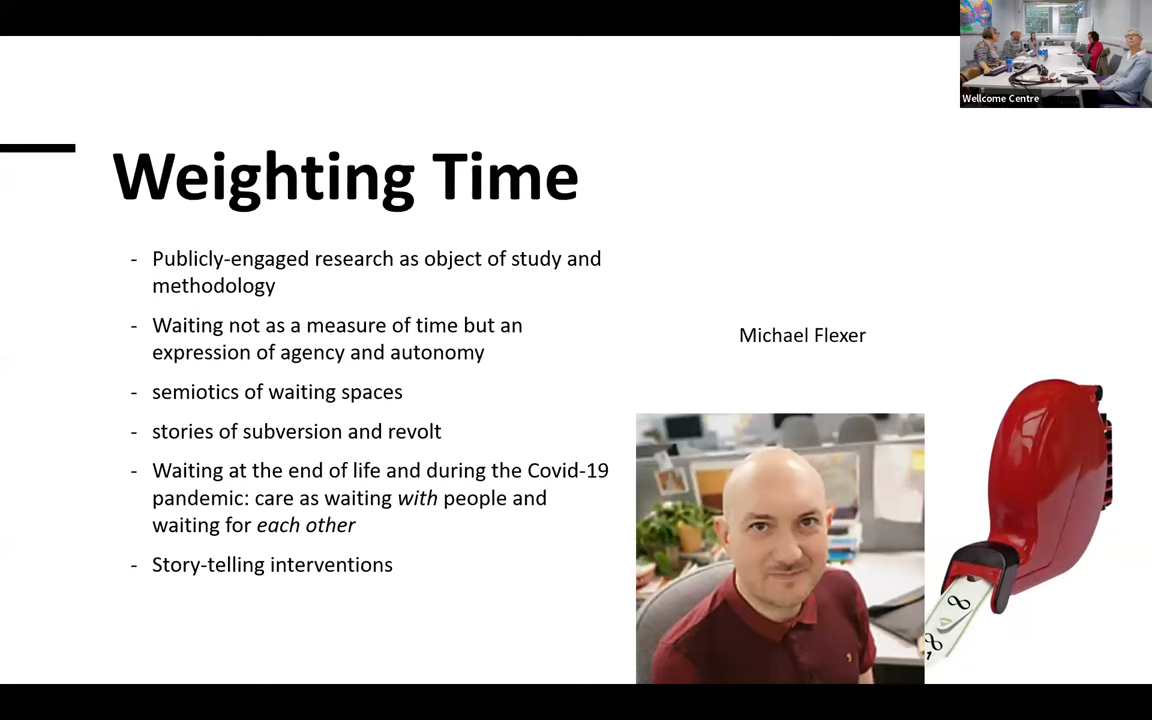 Wellcome Centre
Weighting Time
- Publicly-engaged research as object of study and
methodology
- Waiting not as a measure of time but an
expression of agency and autonomy
- semiotics of waiting spaces
- stories of subversion and revolt
- Waiting at the end of life and during the Covid-19
pandemic: care as waiting with people and
waiting for each other
- Story-telling interventions
Michael Flexer